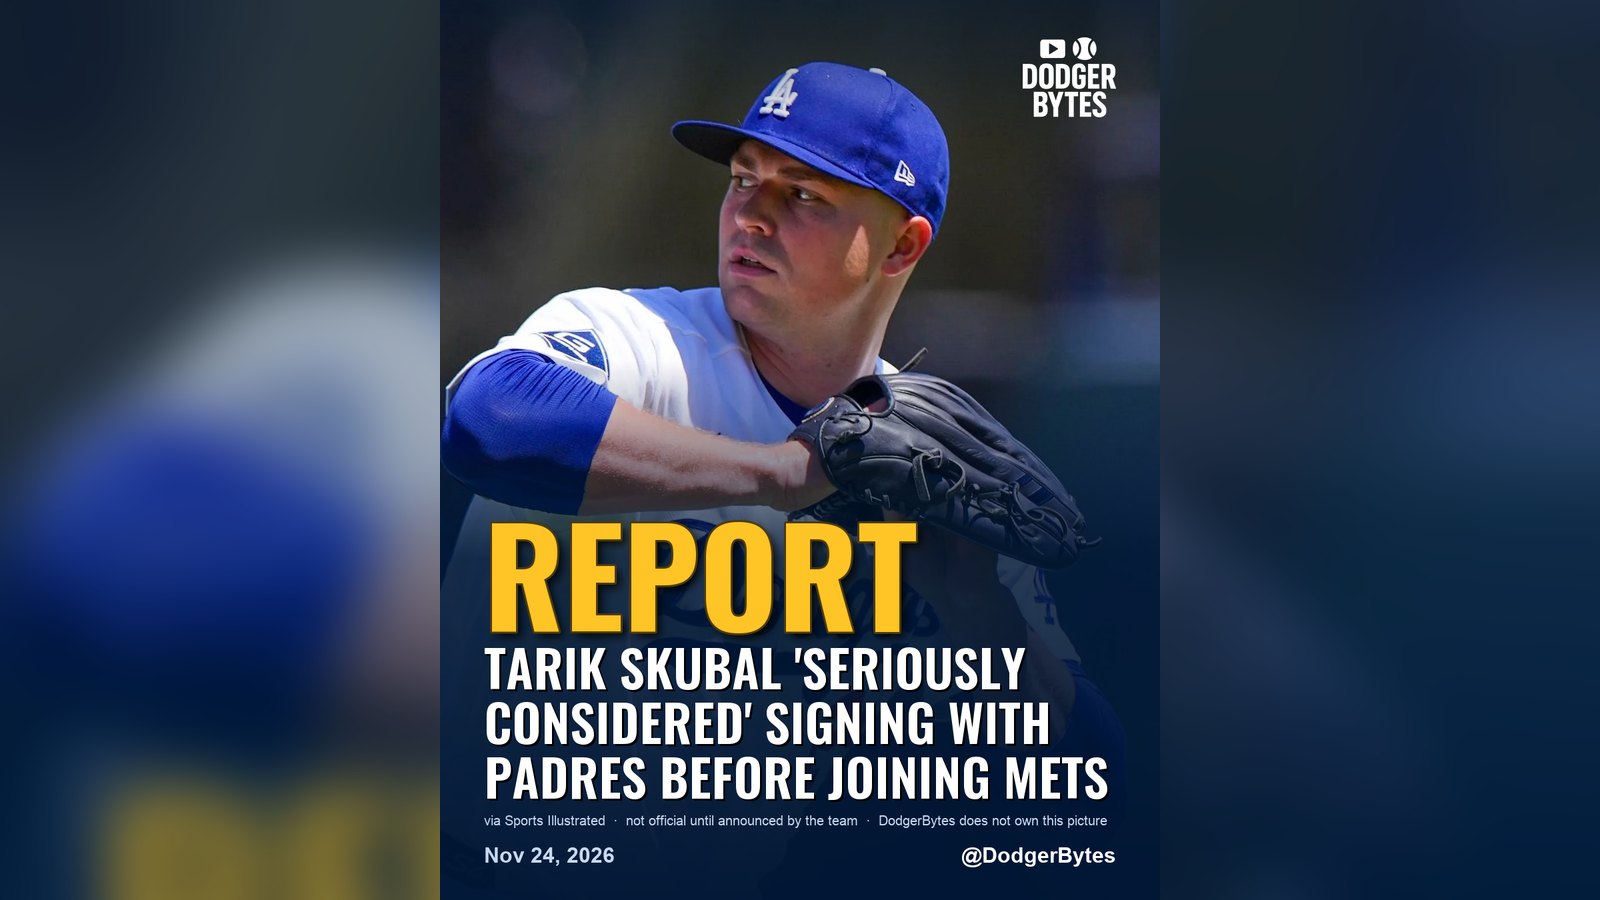 DODGER
BYTES
REPORT
TARIK SKUBAL 'SERIOUSLY
CONSIDERED' SIGNING WITH
PADRES BEFORE JOINING METS
via Sports Illustrated · not official until announced by the team · DodgerBytes does not own this picture
Nov 24, 2026
@DodgerBytes